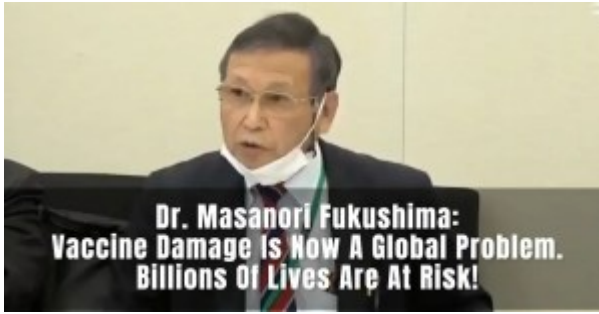 Dr. Masanori Fukushima:
Vaccine Damage Is Now A Global Problem.
Billions Of Lives Are At Risk!